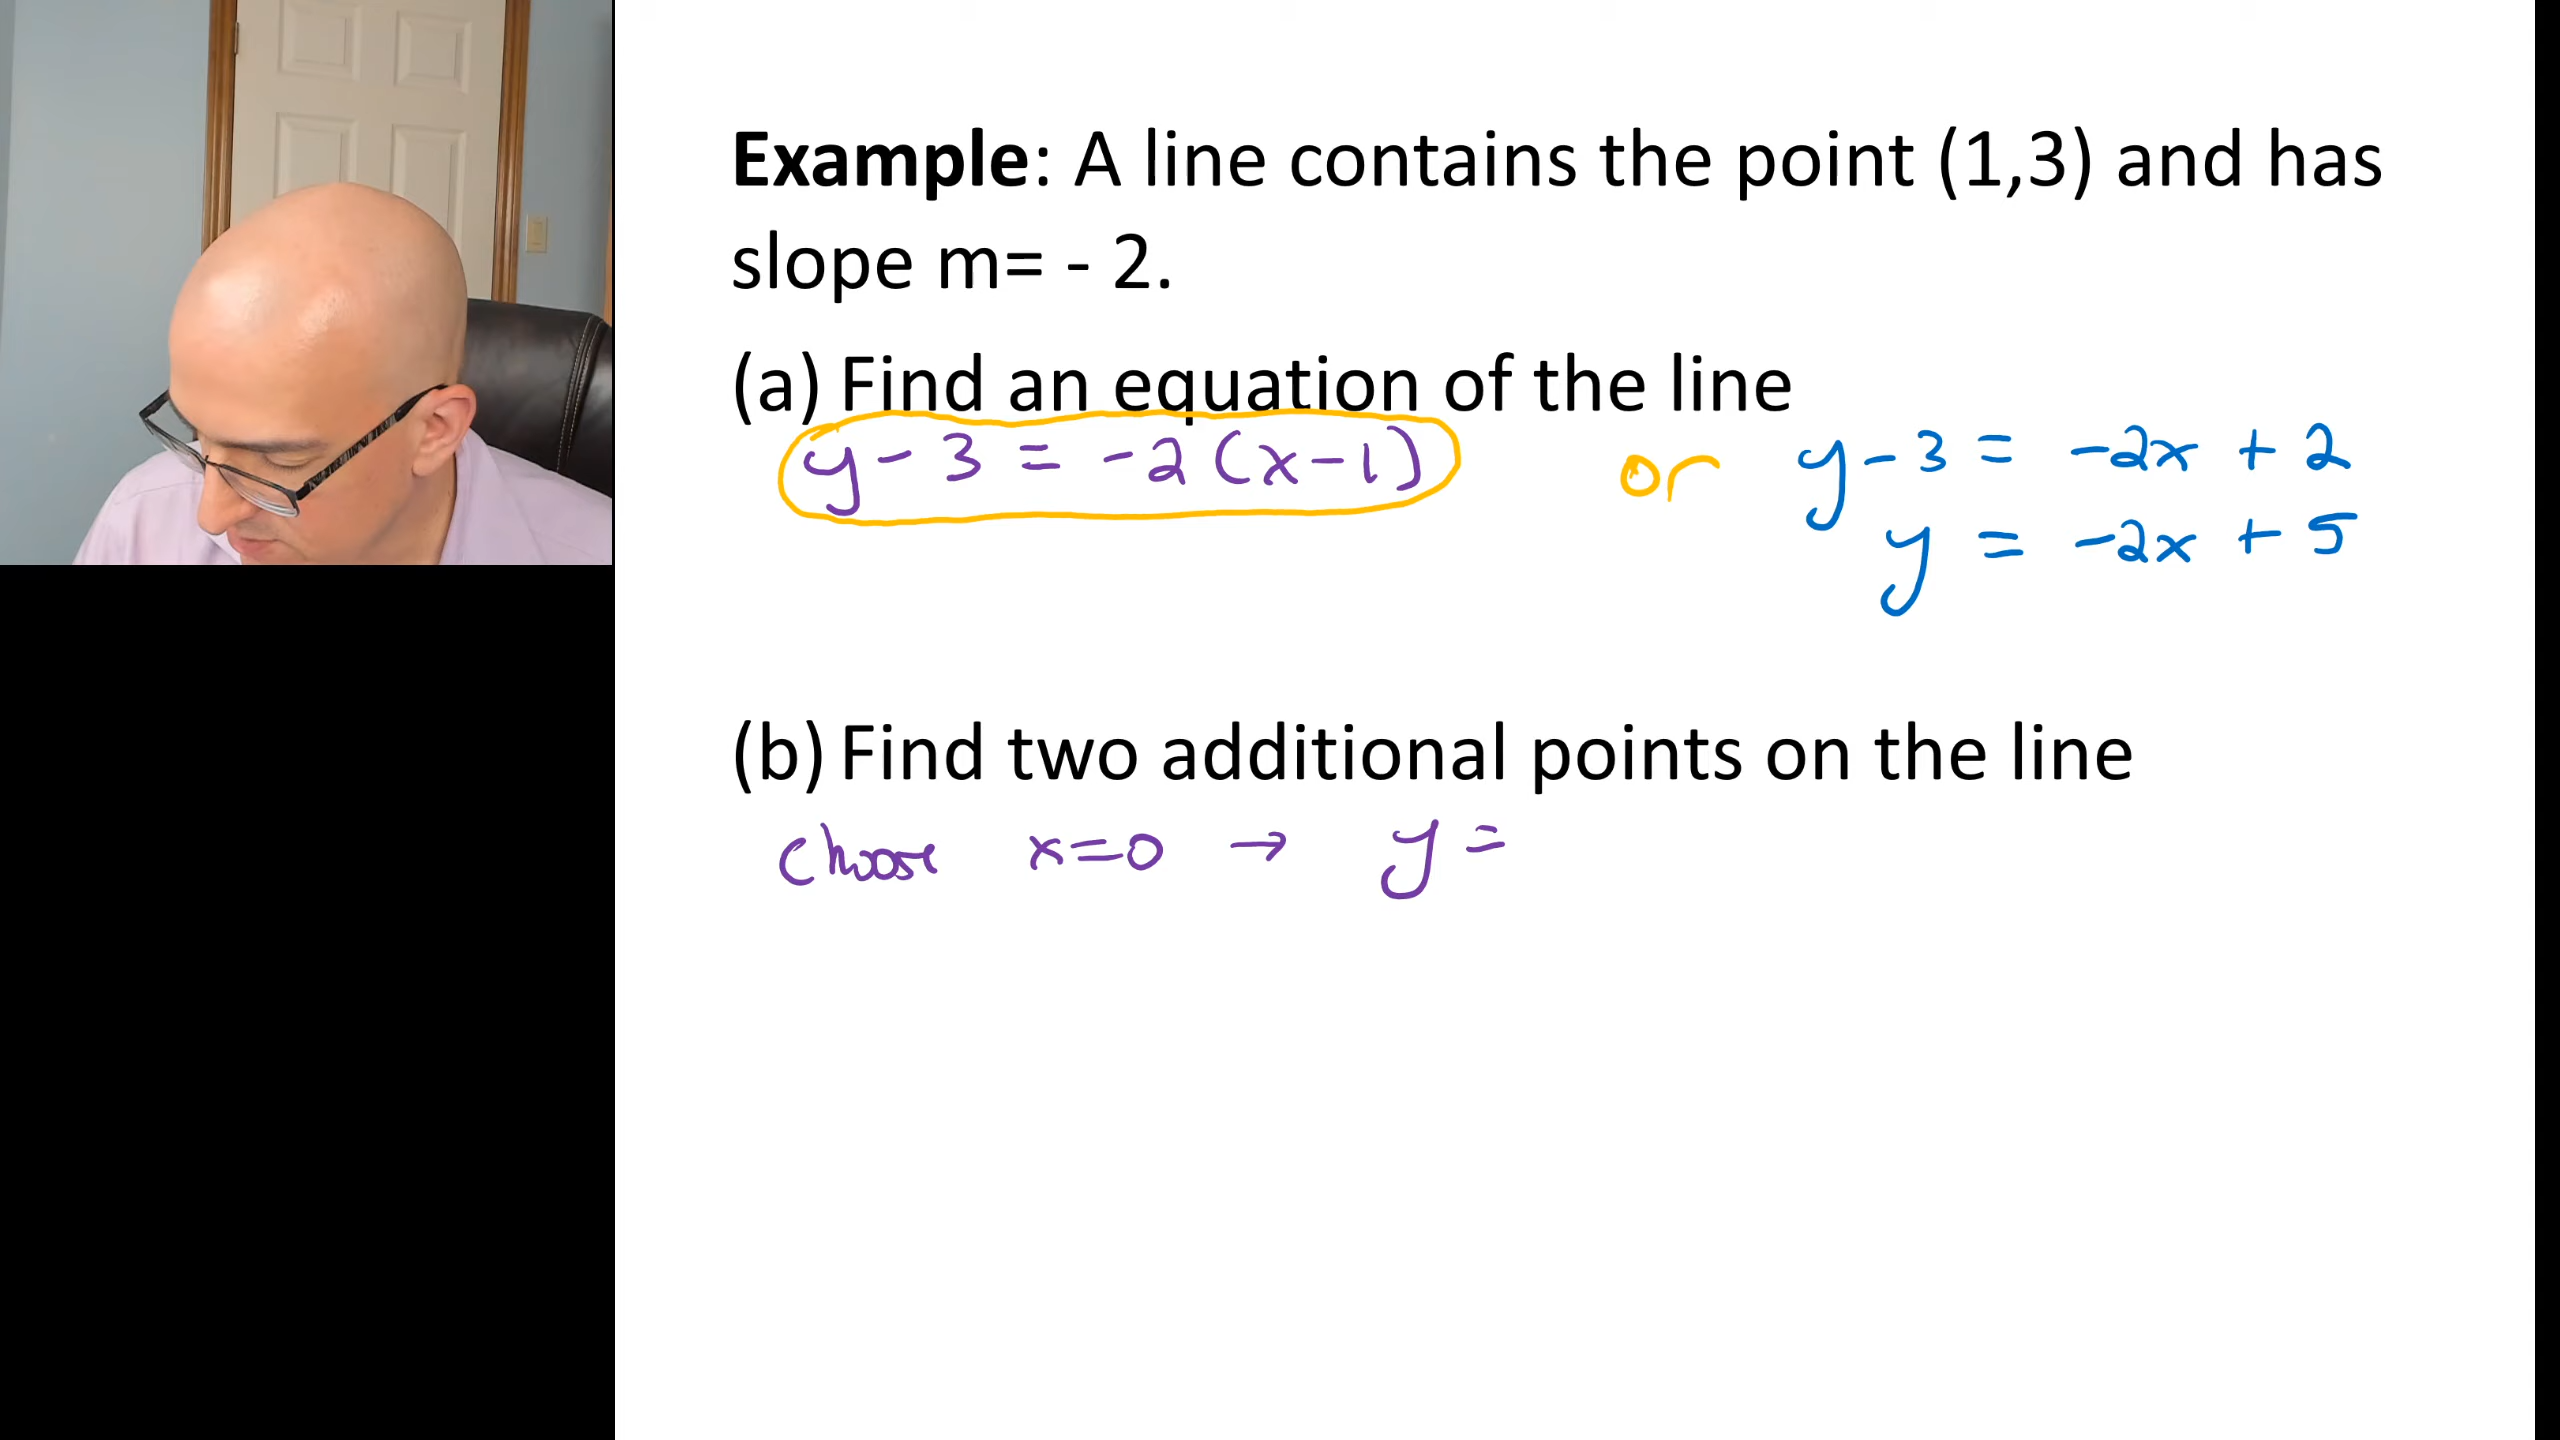 Example: A line contains the point (1,3) and has
slope m= - 2.
(a) Find an equation of the line
y - 3 = -2(x-1) or y - 3 = -2x + 2
y = -2x + 5
(b) Find two additional points on the line
choose x=0 → y =